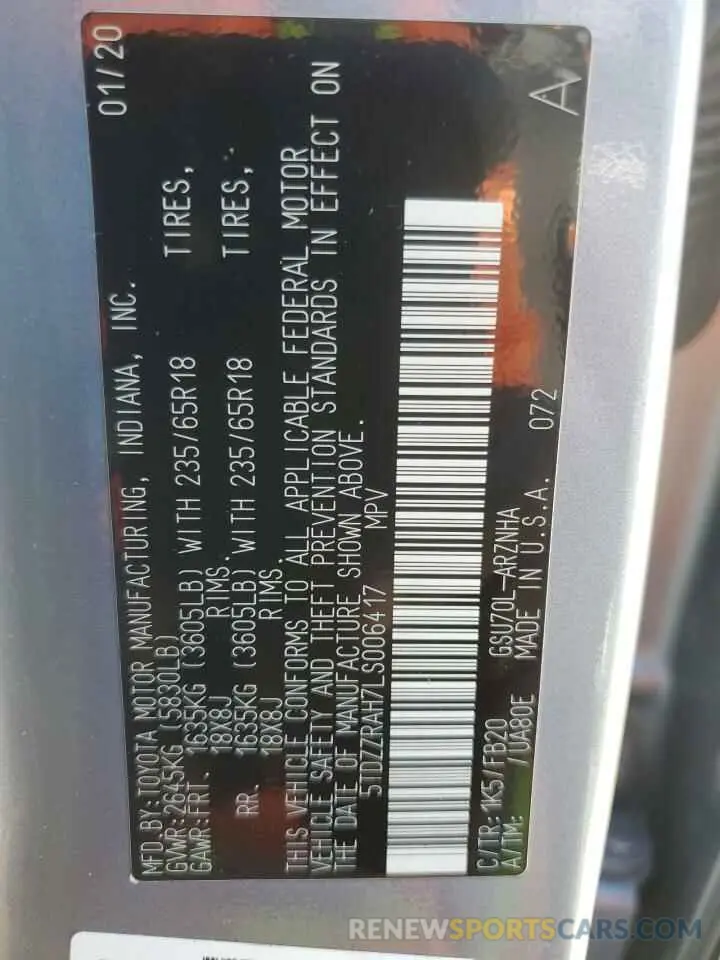 MFD.BY:TOYOTA MOTOR MANUFACTURING, INDIANA, INC. 01/20
GVWR:2645KG (5830LB)
GAWR:FRT. 1635KG (3605LB) WITH 235/65R18 TIRES,
18X8J RIMS.
RR. 1635KG (3605LB) WITH 235/65R18 TIRES,
18X8J RIMS.
THIS VEHICLE CONFORMS TO ALL APPLICABLE FEDERAL MOTOR
VEHICLE SAFETY AND THEFT PREVENTION STANDARDS IN EFFECT ON
THE DATE OF MANUFACTURE SHOWN ABOVE.
5TDZZRAH7LS006417 MPV
C/TR: 1K5/FB20 GSU70L-ARZNHA 072
A/TM: /UA80E MADE IN U.S.A. A
RENEWSPORTSCARS.COM